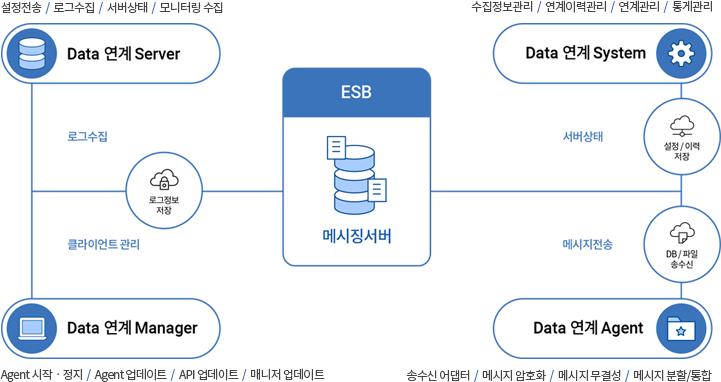 설정전송 / 로그수집 / 서버상태 / 모니터링 수집
수집정보관리 / 연계이력관리 / 연계관리 / 통계관리
Data 연계 Server
Data 연계 System
ESB
로그수집
서버상태
설정 / 이력
저장
로그정보
저장
메시징서버
클라이언트 관리
메시지전송
DB / 파일
송수신
Data 연계 Manager
Data 연계 Agent
Agent 시작 · 정지 / Agent 업데이트 / API 업데이트 / 매니저 업데이트
송수신 어댑터 / 메시지 암호화 / 메시지 무결성 / 메시지 분할/통합